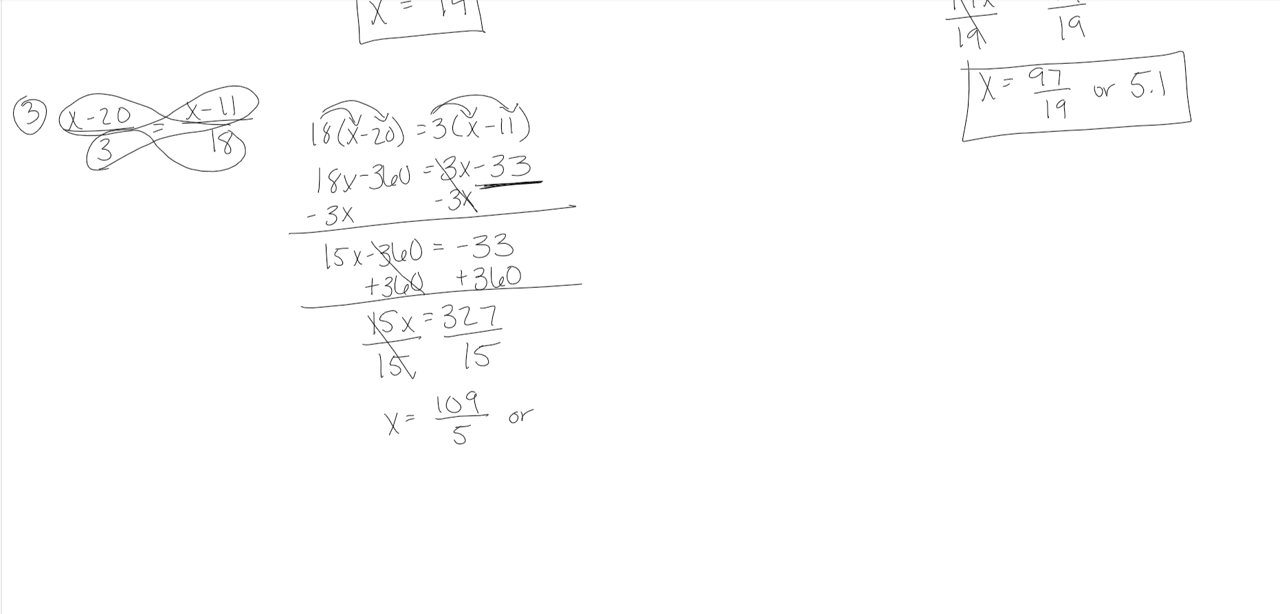 x = 19
19 19
x = 97/19 or 5.1
③ x-20/3 = x-11/18
18(x-20) = 3(x-11)
18x-360 = 3x-33
-3x -3x
15x-360 = -33
+360 +360
15x/15 = 327/15
x = 109/5 or